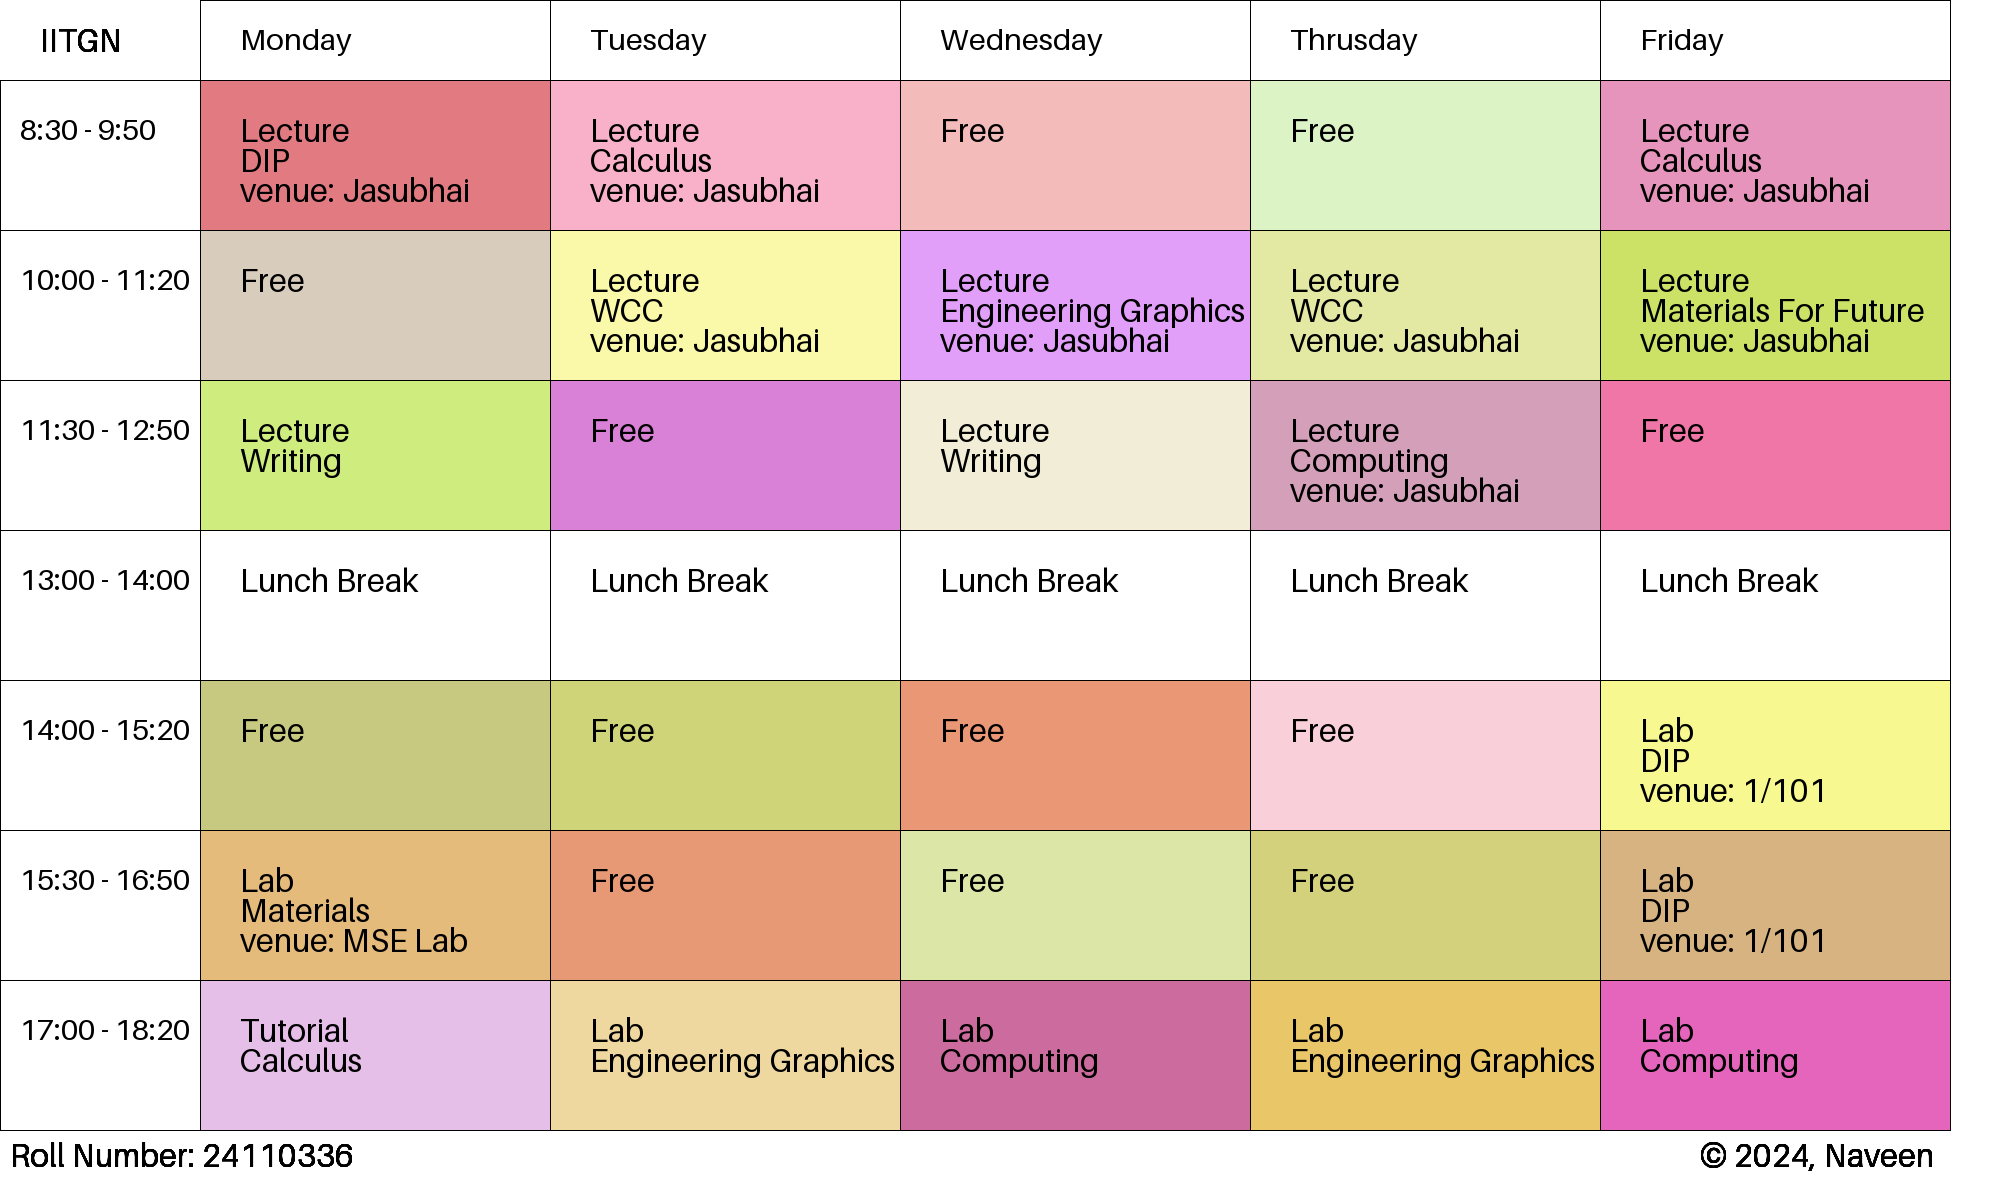 IITGN Monday Tuesday Wednesday Thrusday Friday
8:30 - 9:50
Lecture
DIP
venue: Jasubhai
Lecture
Calculus
venue: Jasubhai
Free
Free
Lecture
Calculus
venue: Jasubhai
10:00 - 11:20
Free
Lecture
WCC
venue: Jasubhai
Lecture
Engineering Graphics
venue: Jasubhai
Lecture
WCC
venue: Jasubhai
Lecture
Materials For Future
venue: Jasubhai
11:30 - 12:50
Lecture
Writing
Free
Lecture
Writing
Lecture
Computing
venue: Jasubhai
Free
13:00 - 14:00
Lunch Break
Lunch Break
Lunch Break
Lunch Break
Lunch Break
14:00 - 15:20
Free
Free
Free
Free
Lab
DIP
venue: 1/101
15:30 - 16:50
Lab
Materials
venue: MSE Lab
Free
Free
Free
Lab
DIP
venue: 1/101
17:00 - 18:20
Tutorial
Calculus
Lab
Engineering Graphics
Lab
Computing
Lab
Engineering Graphics
Lab
Computing
Roll Number: 24110336
© 2024, Naveen